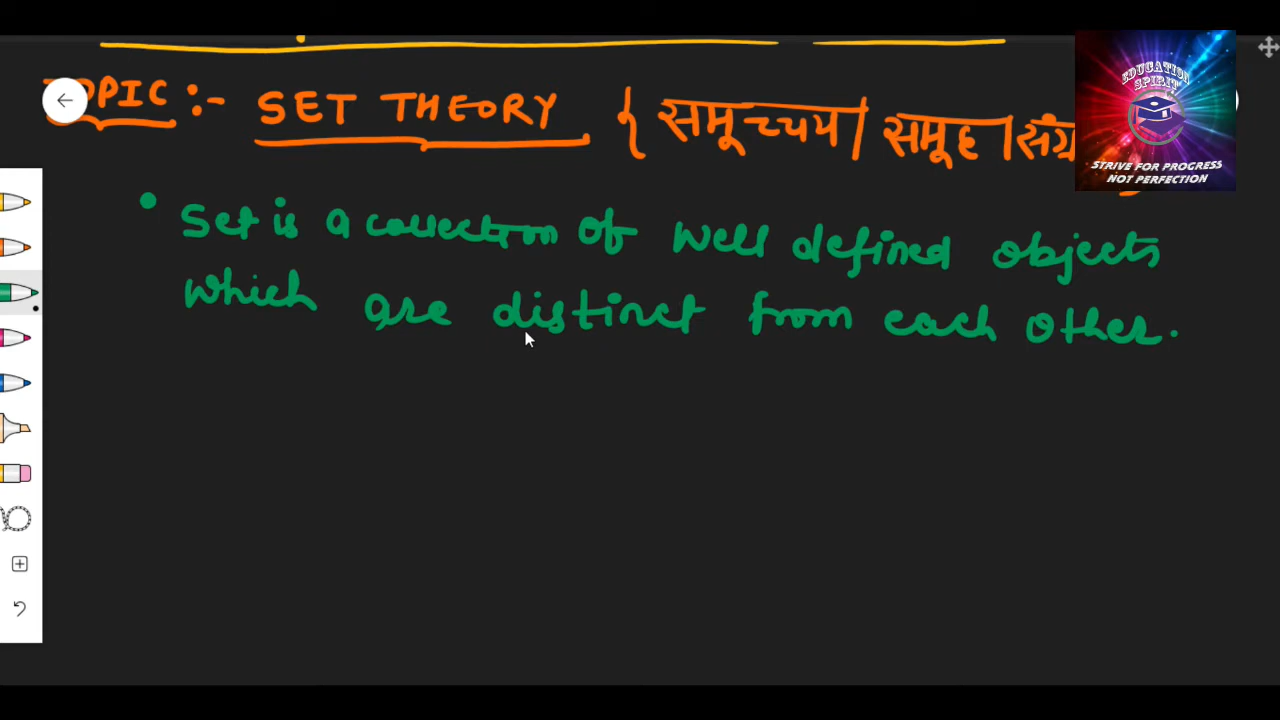 TOPIC :- SET THEORY { समूच्चय / समूह / संग्र
EDUCATION
SPIRIT
STRIVE FOR PROGRESS
NOT PERFECTION
• Set is a collection of well defined objects
which are distinct from each other.